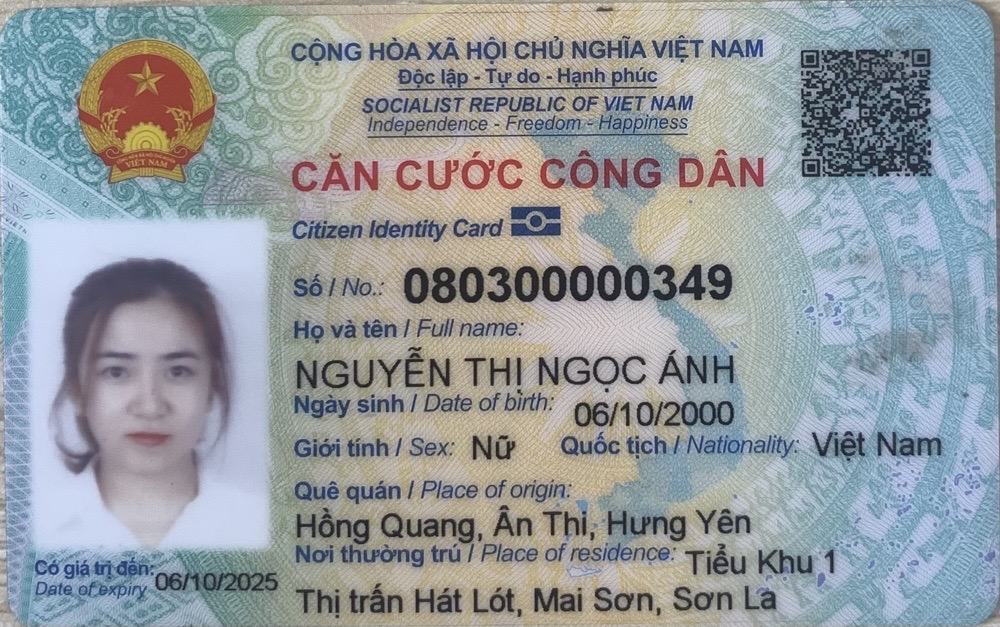 CỘNG HÒA XÃ HỘI CHỦ NGHĨA VIỆT NAM
Độc lập - Tự do - Hạnh phúc
SOCIALIST REPUBLIC OF VIET NAM
Independence - Freedom - Happiness
CĂN CƯỚC CÔNG DÂN
Citizen Identity Card
Số / No.: 080300000349
Họ và tên / Full name:
NGUYỄN THỊ NGỌC ÁNH
Ngày sinh / Date of birth: 06/10/2000
Giới tính / Sex: Nữ Quốc tịch / Nationality: Việt Nam
Quê quán / Place of origin:
Hồng Quang, Ân Thi, Hưng Yên
Nơi thường trú / Place of residence: Tiểu Khu 1
Thị trấn Hát Lót, Mai Sơn, Sơn La
Có giá trị đến: 06/10/2025
Date of expiry
VIỆT NAM